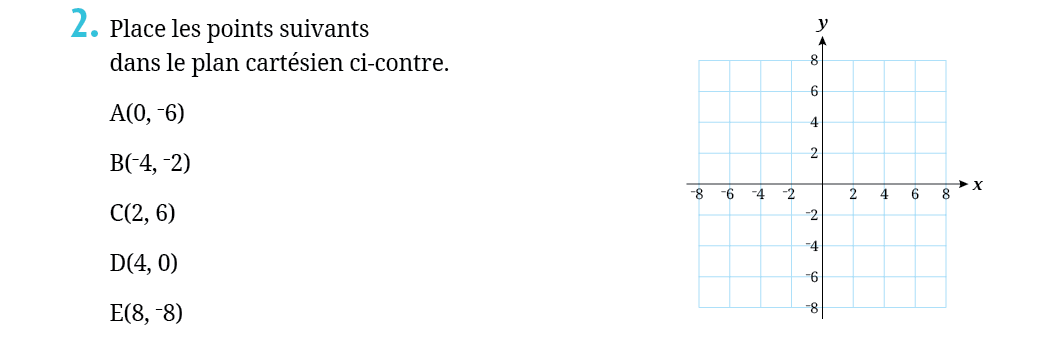 2. Place les points suivants
dans le plan cartésien ci-contre.
A(0, ⁻6)
B(⁻4, ⁻2)
C(2, 6)
D(4, 0)
E(8, ⁻8)
y
8
6
4
2
⁻8 ⁻6 ⁻4 ⁻2 2 4 6 8 x
⁻2
⁻4
⁻6
⁻8